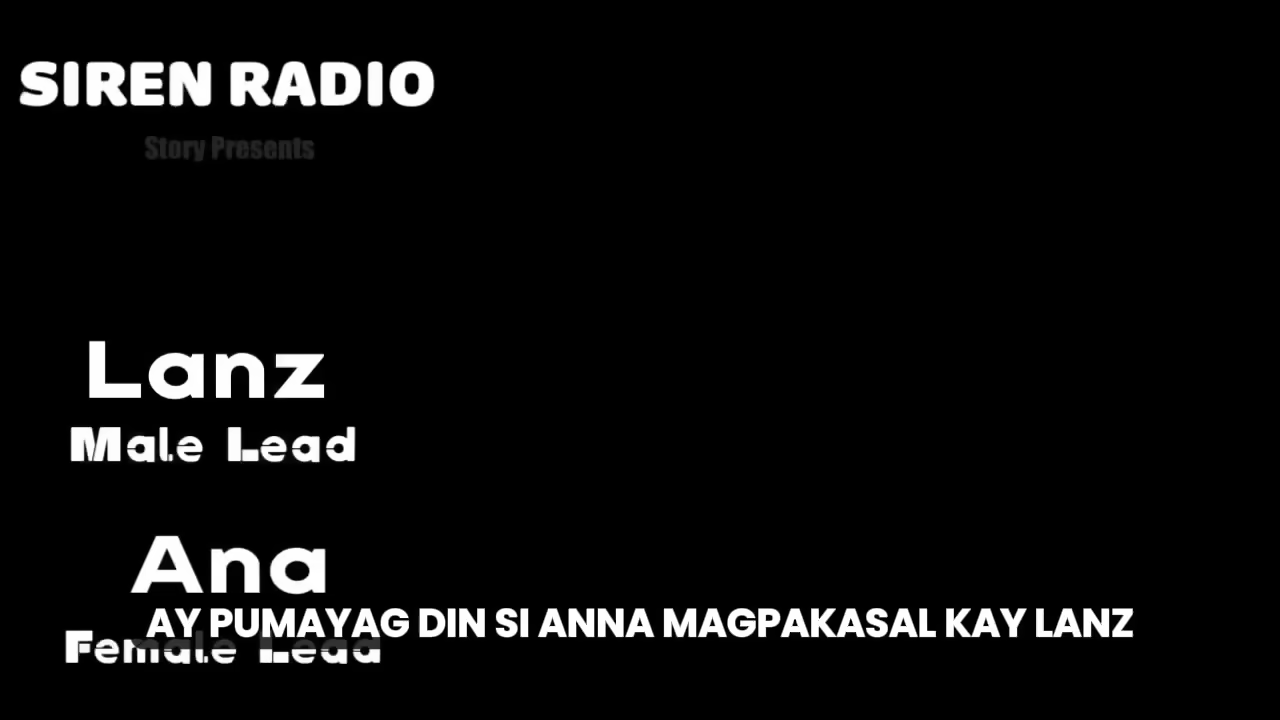 SIREN RADIO
Story Presents
Lanz
Male Lead
Ana
AY PUMAYAG DIN SI ANNA MAGPAKASAL KAY LANZ
Female Lead